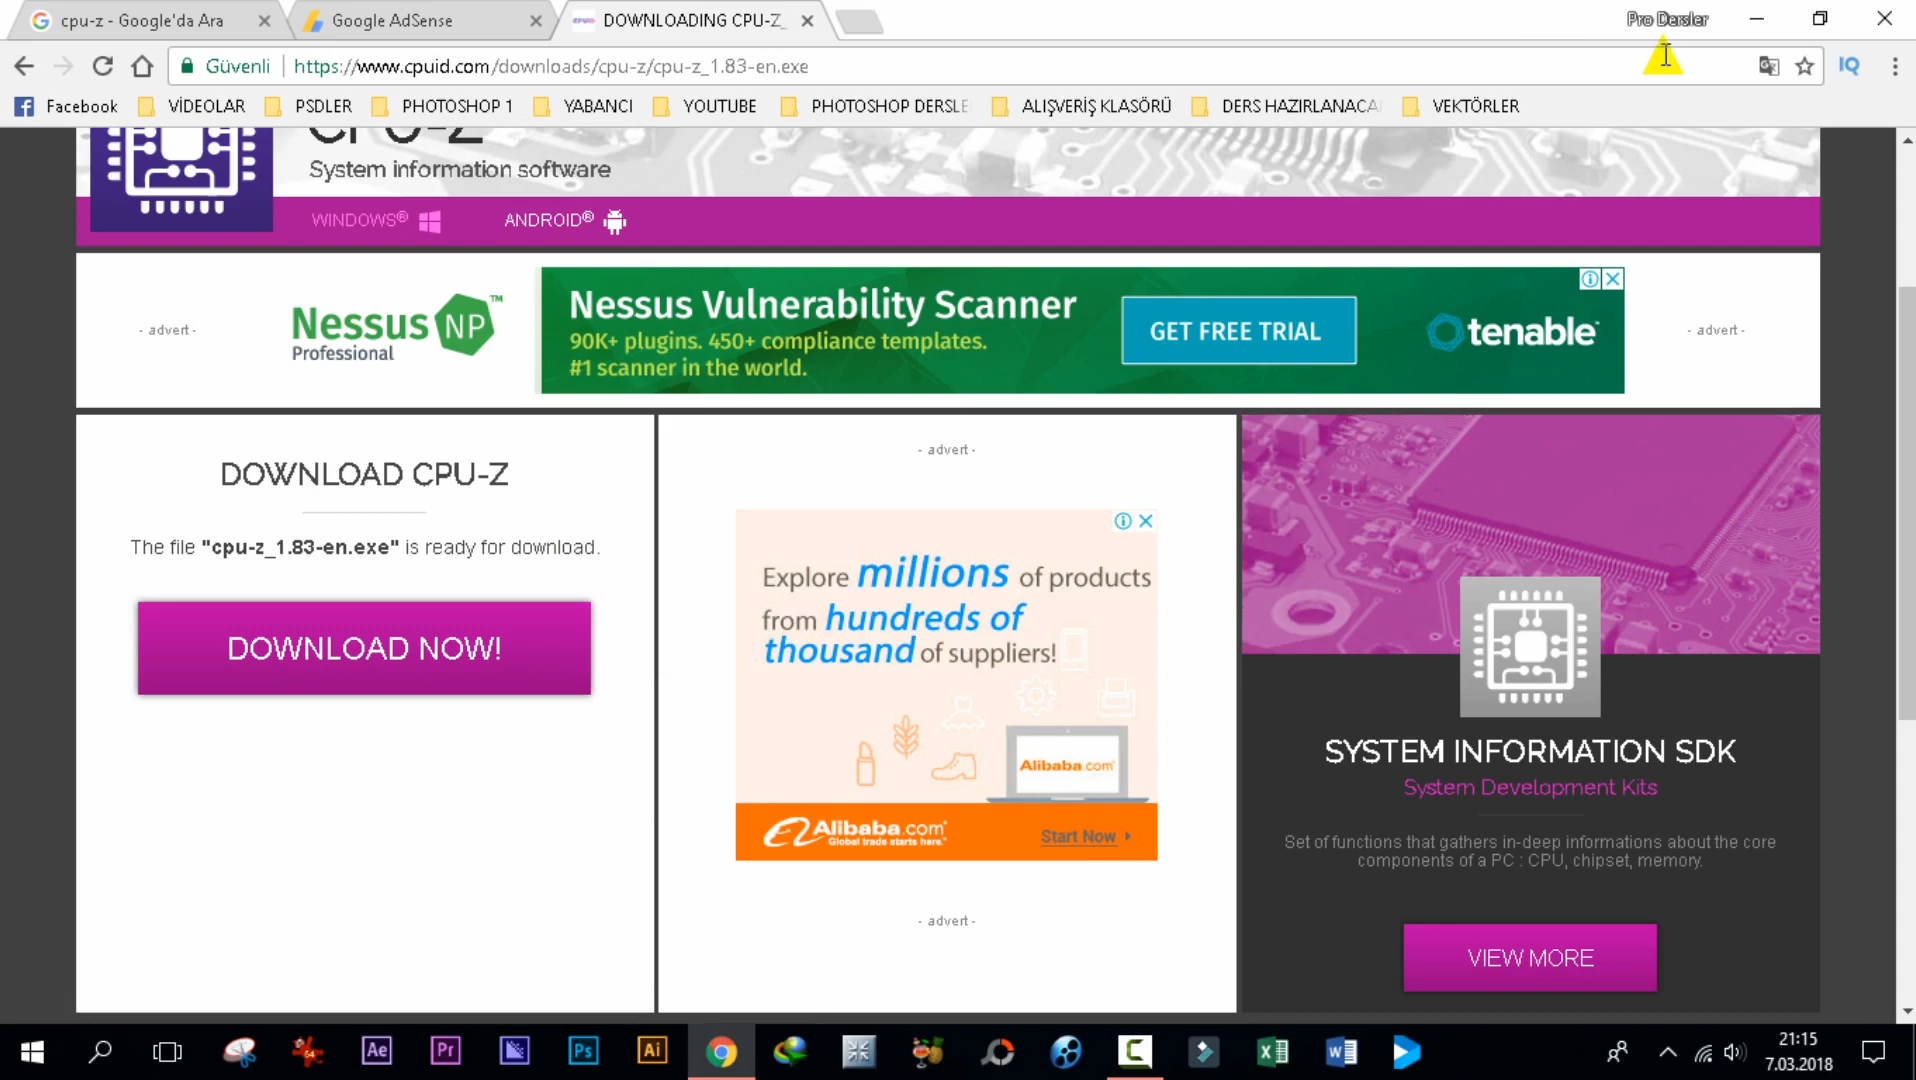 cpu-z - Google'da Ara
Google AdSense
DOWNLOADING CPU-Z_
Pro Dersler
Güvenli
https://www.cpuid.com/downloads/cpu-z/cpu-z_1.83-en.exe
Facebook
VİDEOLAR
PSDLER
PHOTOSHOP 1
YABANCI
YOUTUBE
PHOTOSHOP DERSLE
ALIŞVERİŞ KLASÖRÜ
DERS HAZIRLANACA
VEKTÖRLER
CPU-Z
System information software
WINDOWS®
ANDROID®
- advert -
Nessus NP™
Professional
Nessus Vulnerability Scanner
90K+ plugins. 450+ compliance templates.
#1 scanner in the world.
GET FREE TRIAL
tenable
- advert -
DOWNLOAD CPU-Z
The file "cpu-z_1.83-en.exe" is ready for download.
DOWNLOAD NOW!
- advert -
Explore millions of products
from hundreds of
thousand of suppliers!
Alibaba.com
Alibaba.com
Global trade starts here.
Start Now
- advert -
SYSTEM INFORMATION SDK
System Development Kits
Set of functions that gathers in-deep informations about the core
components of a PC : CPU, chipset, memory.
VIEW MORE
Ae
Pr
Ps
Ai
21:15
7.03.2018